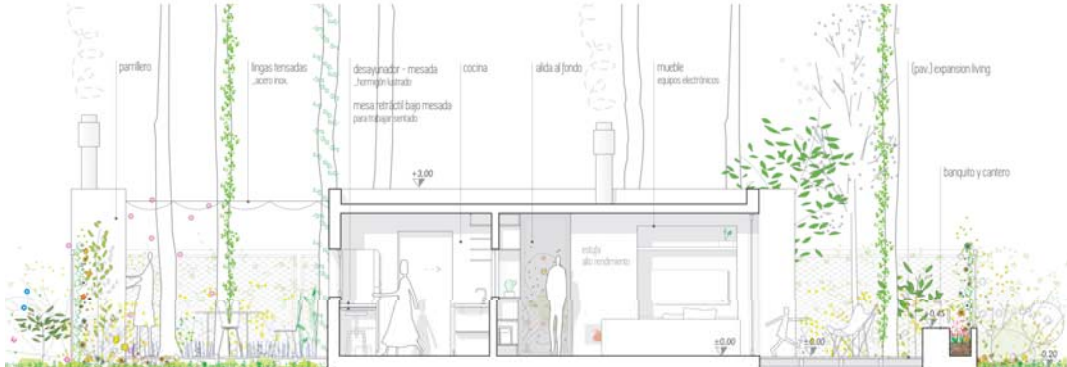 parrillero
lingas tensadas
_acero inox.
desayunador - mesada
_hormigón lustrado
mesa retráctil bajo mesada
para trabajar sentado
cocina
alida al fondo
mueble
equipos electrónicos
(pav.) expansion living
banquito y cantero
+3.00
estufa
alto rendimiento
±0.00
±0.00
+0.45
-0.20